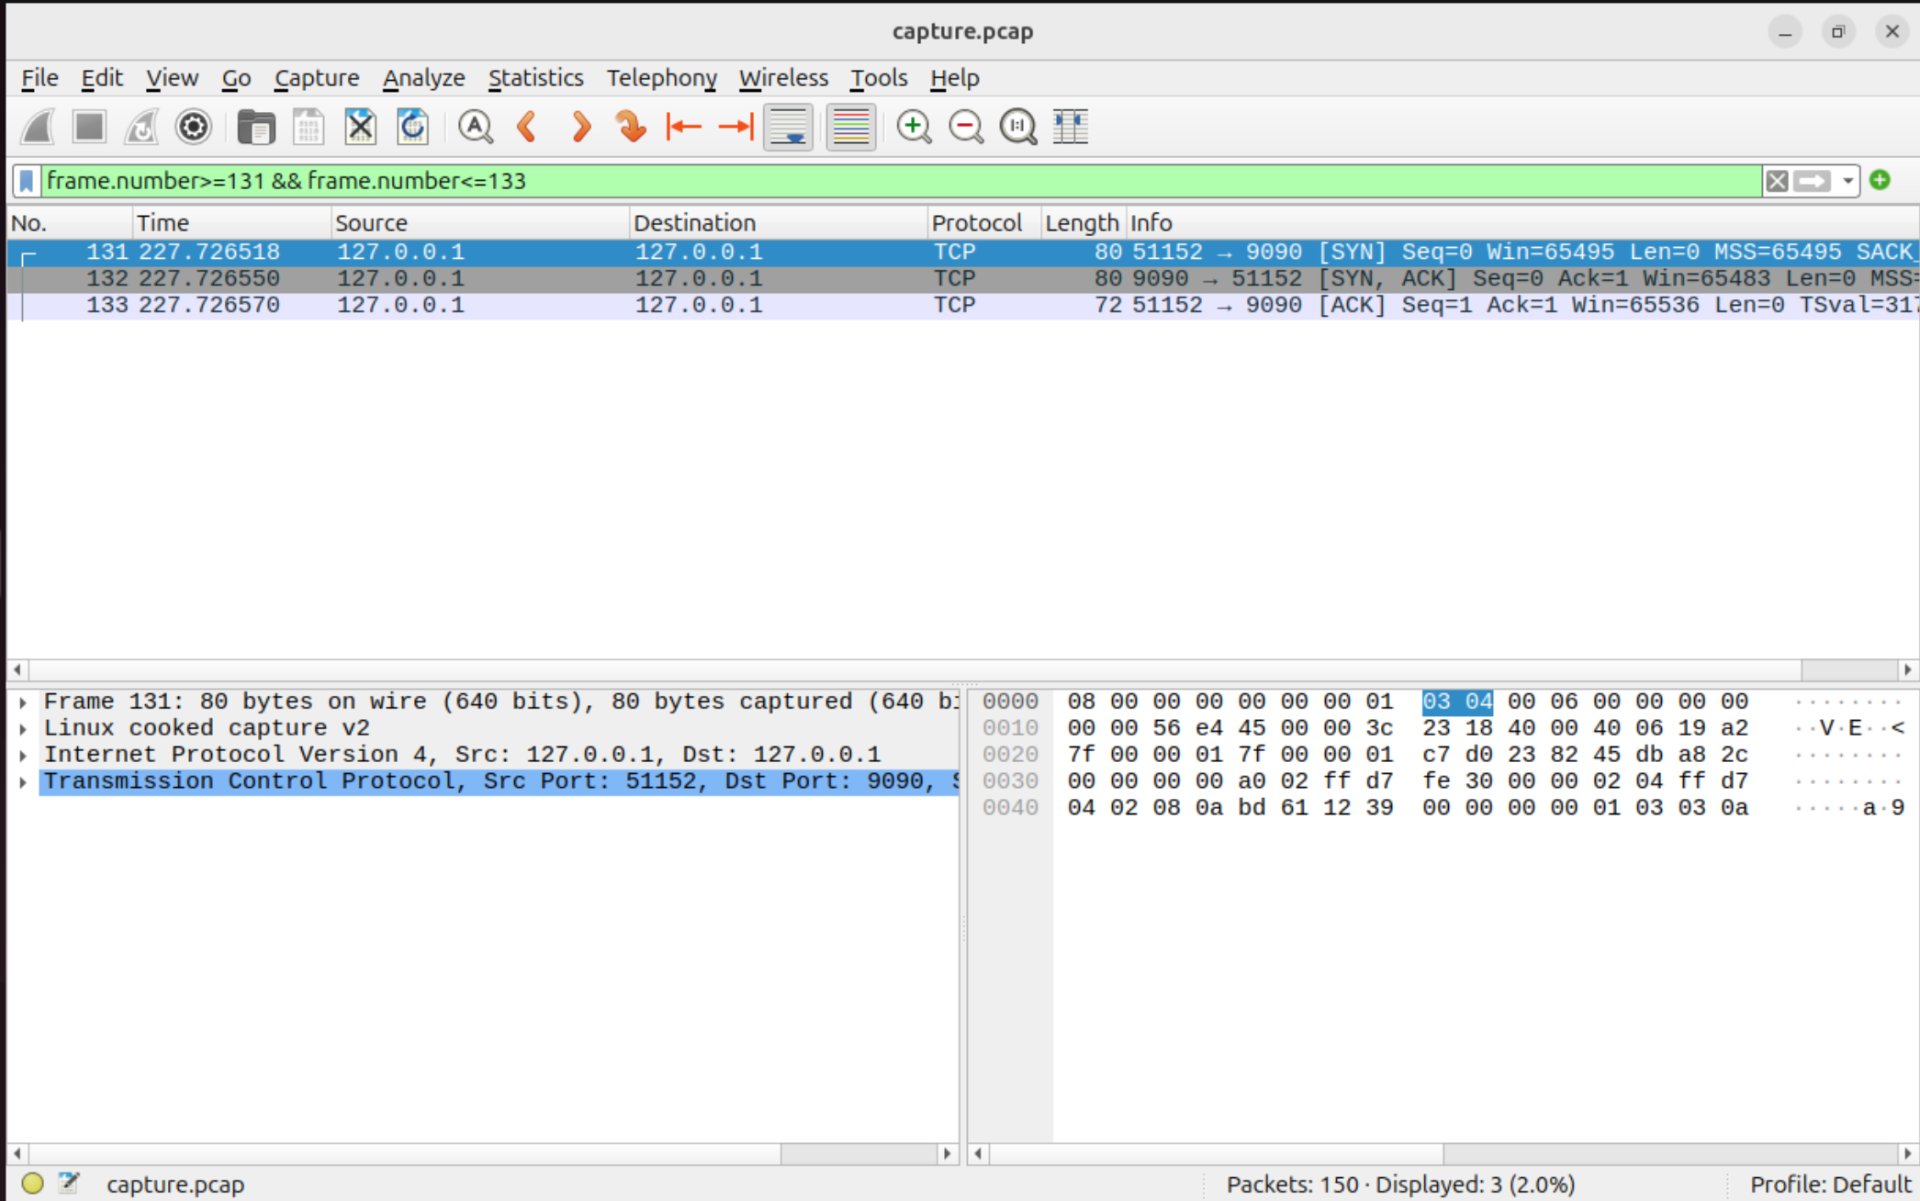 capture.pcap
File Edit View Go Capture Analyze Statistics Telephony Wireless Tools Help
frame.number>=131 && frame.number<=133
No. Time Source Destination Protocol Length Info
131 227.726518 127.0.0.1 127.0.0.1 TCP 80 51152 → 9090 [SYN] Seq=0 Win=65495 Len=0 MSS=65495 SACK_
132 227.726550 127.0.0.1 127.0.0.1 TCP 80 9090 → 51152 [SYN, ACK] Seq=0 Ack=1 Win=65483 Len=0 MSS=
133 227.726570 127.0.0.1 127.0.0.1 TCP 72 51152 → 9090 [ACK] Seq=1 Ack=1 Win=65536 Len=0 TSval=317
Frame 131: 80 bytes on wire (640 bits), 80 bytes captured (640 bi
Linux cooked capture v2
Internet Protocol Version 4, Src: 127.0.0.1, Dst: 127.0.0.1
Transmission Control Protocol, Src Port: 51152, Dst Port: 9090, S
0000 08 00 00 00 00 00 00 01 03 04 00 06 00 00 00 00 ········
0010 00 00 56 e4 45 00 00 3c 23 18 40 00 40 06 19 a2 ··V·E··<
0020 7f 00 00 01 7f 00 00 01 c7 d0 23 82 45 db a8 2c ········
0030 00 00 00 00 a0 02 ff d7 fe 30 00 00 02 04 ff d7 ········
0040 04 02 08 0a bd 61 12 39 00 00 00 00 01 03 03 0a ·····a·9
capture.pcap
Packets: 150 · Displayed: 3 (2.0%)
Profile: Default